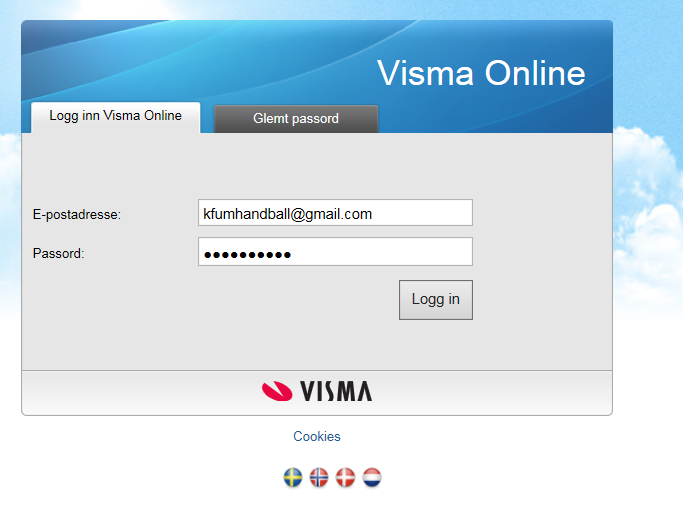 Visma Online
Logg inn Visma Online
Glemt passord
E-postadresse:
kfumhandball@gmail.com
Passord:
●●●●●●●●●●
Logg in
VISMA
Cookies